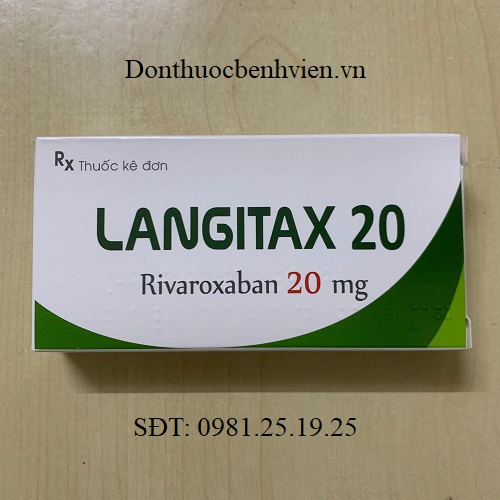 Donthuocbenhvien.vn
Rx Thuốc kê đơn
LANGITAX 20
Rivaroxaban 20 mg
SĐT: 0981.25.19.25